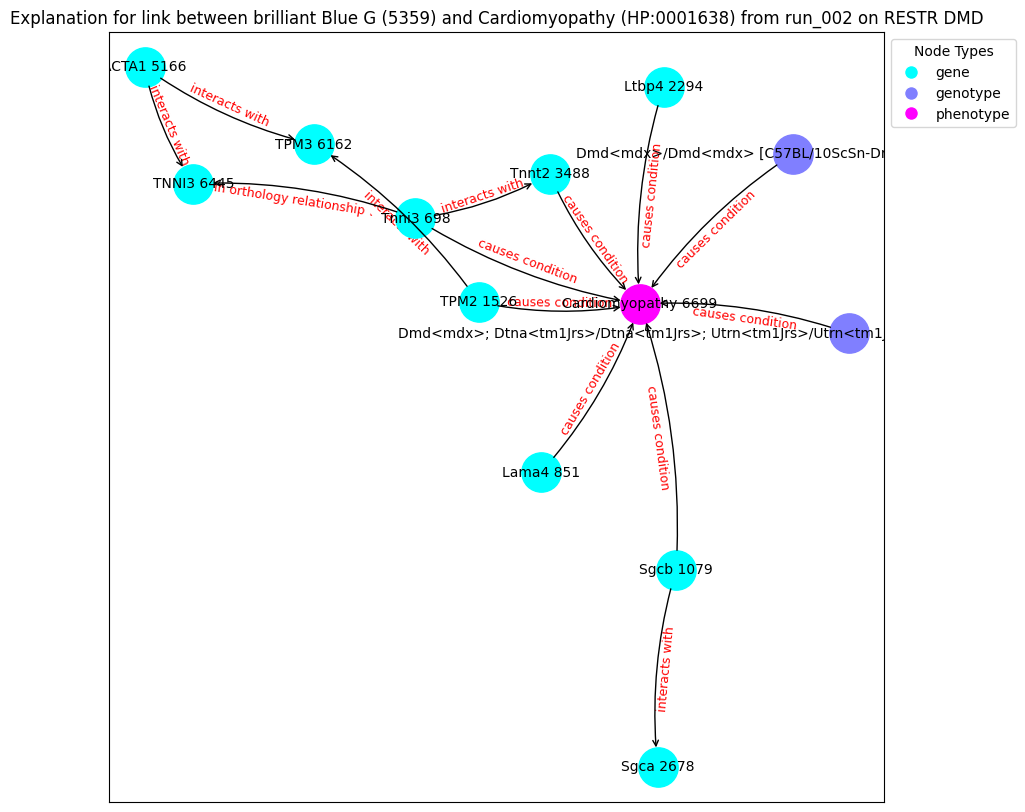 Explanation for link between brilliant Blue G (5359) and Cardiomyopathy (HP:0001638) from run_002 on RESTR DMD
Node Types
gene
genotype
phenotype
CTA1 5166
interacts with
interacts with
TPM3 6162
TNNI3 6445
Ltbp4 2294
Dmd<mdx>/Dmd<mdx> [C57BL/10ScSn-Dr
Tnnt2 3488
causes condition
causes condition
interacts with
in orthology relationship .
interacts with
Tnni3 698
causes condition
causes condition
TPM2 1526
causes condition
Cardiomyopathy 6699
causes condition
Dmd<mdx>; Dtna<tm1Jrs>/Dtna<tm1Jrs>; Utrn<tm1Jrs>/Utrn<tm1J
causes condition
causes condition
Lama4 851
Sgcb 1079
interacts with
Sgca 2678